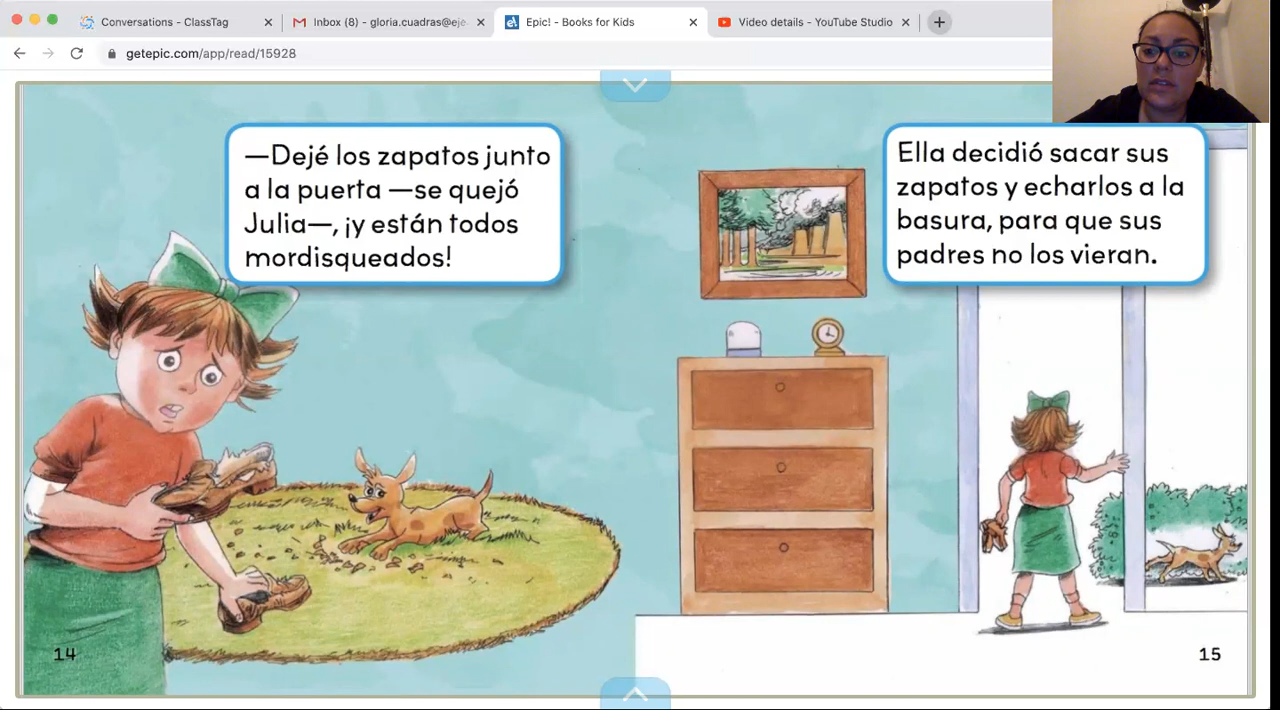 Conversations - ClassTag
Inbox (8) - gloria.cuadras@eje
Epic! - Books for Kids
Video details - YouTube Studio
getepic.com/app/read/15928
—Dejé los zapatos junto
a la puerta —se quejó
Julia—, ¡y están todos
mordisqueados!
Ella decidió sacar sus
zapatos y echarlos a la
basura, para que sus
padres no los vieran.
14
15